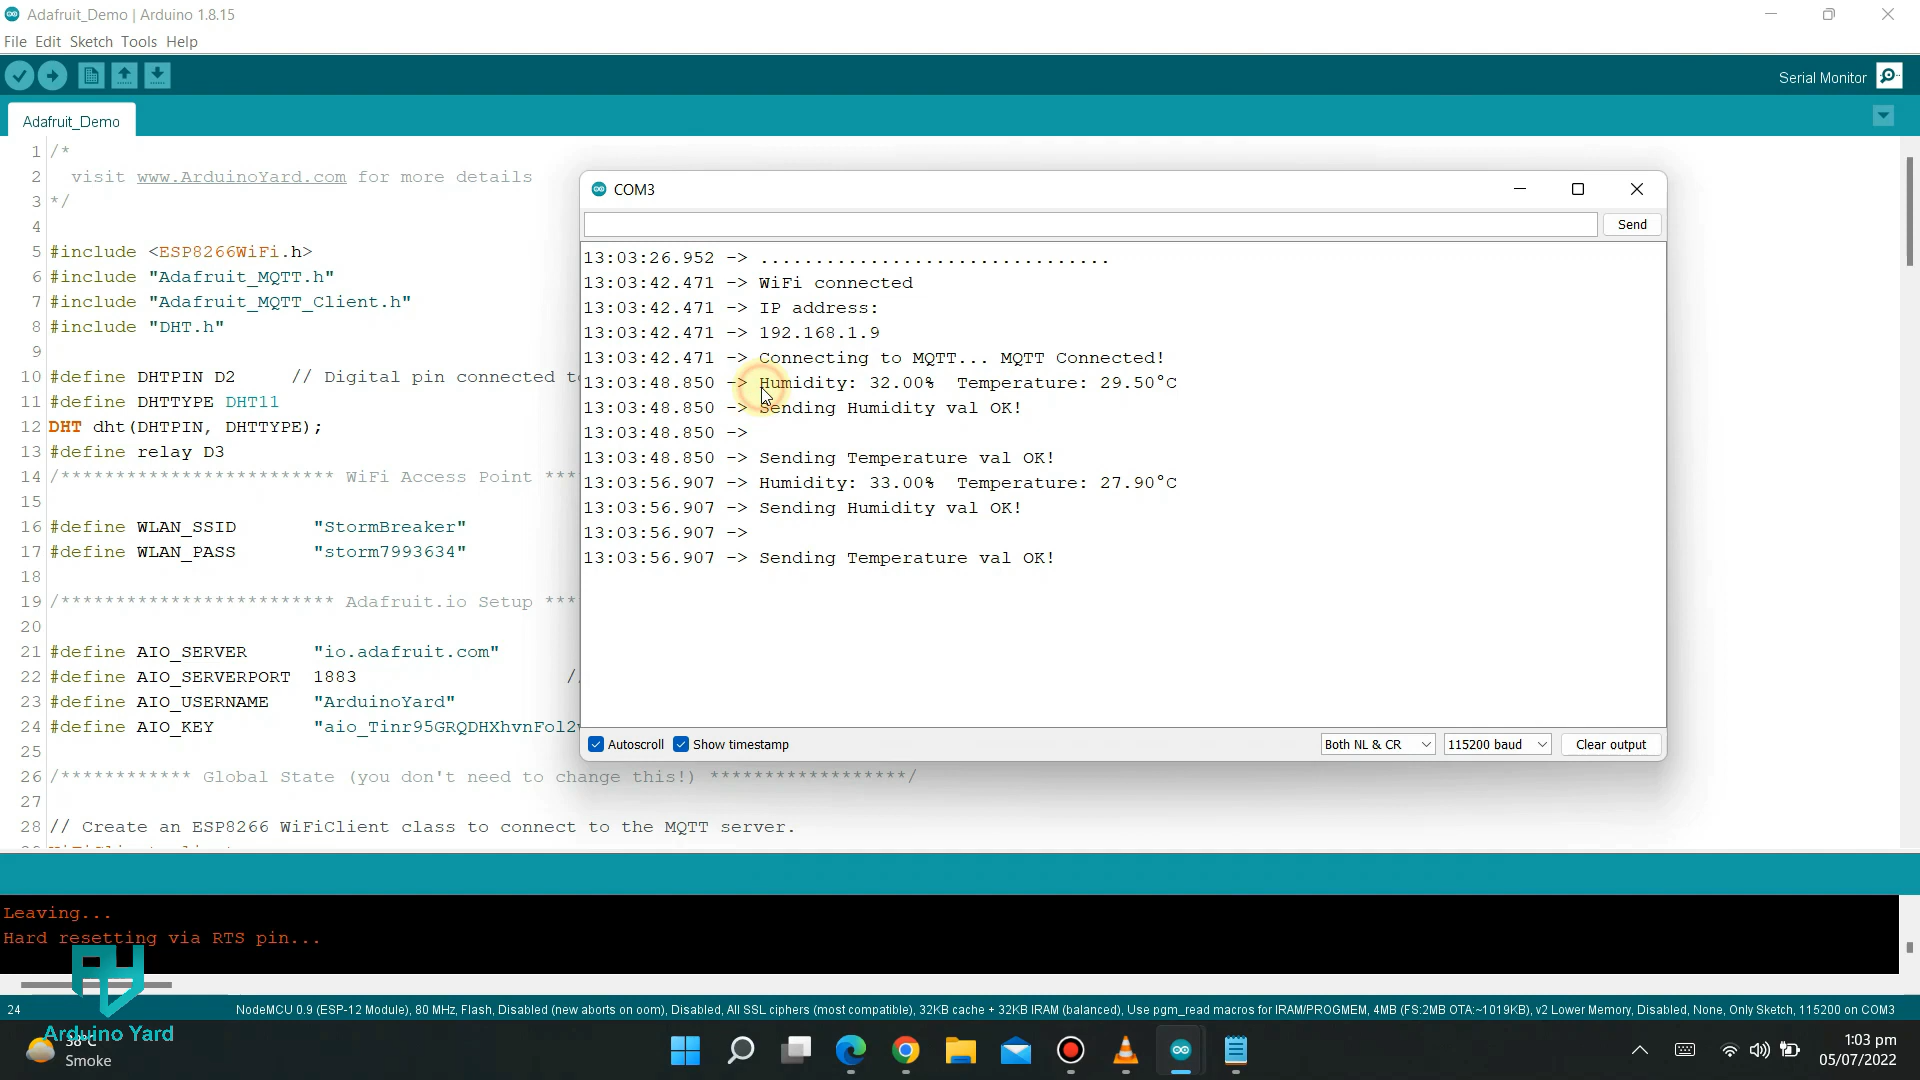 Adafruit_Demo | Arduino 1.8.15
File Edit Sketch Tools Help
Serial Monitor
Adafruit_Demo
1 /*
2 visit www.ArduinoYard.com for more details
3 */
4
5 #include <ESP8266WiFi.h>
6 #include "Adafruit_MQTT.h"
7 #include "Adafruit_MQTT_Client.h"
8 #include "DHT.h"
9
10 #define DHTPIN D2 // Digital pin connected
11 #define DHTTYPE DHT11
12 DHT dht(DHTPIN, DHTTYPE);
13 #define relay D3
14 /************************** WiFi Access Point ***
15
16 #define WLAN_SSID "StormBreaker"
17 #define WLAN_PASS "storm7993634"
18
19 /************************** Adafruit.io Setup ***
20
21 #define AIO_SERVER "io.adafruit.com"
22 #define AIO_SERVERPORT 1883 /
23 #define AIO_USERNAME "ArduinoYard"
24 #define AIO_KEY "aio_Tinr95GRQDHXhvnFol2
25
26 /************ Global State (you don't need to change this!) ******************/
27
28 // Create an ESP8266 WiFiClient class to connect to the MQTT server.
COM3
Send
13:03:26.952 -> ................................
13:03:42.471 -> WiFi connected
13:03:42.471 -> IP address:
13:03:42.471 -> 192.168.1.9
13:03:42.471 -> Connecting to MQTT... MQTT Connected!
13:03:48.850 -> Humidity: 32.00% Temperature: 29.50°C
13:03:48.850 -> Sending Humidity val OK!
13:03:48.850 ->
13:03:48.850 -> Sending Temperature val OK!
13:03:56.907 -> Humidity: 33.00% Temperature: 27.90°C
13:03:56.907 -> Sending Humidity val OK!
13:03:56.907 ->
13:03:56.907 -> Sending Temperature val OK!
Autoscroll Show timestamp Both NL & CR 115200 baud Clear output
Leaving...
Hard resetting via RTS pin...
24 NodeMCU 0.9 (ESP-12 Module), 80 MHz, Flash, Disabled (new aborts on oom), Disabled, All SSL ciphers (most compatible), 32KB cache + 32KB IRAM (balanced), Use pgm_read macros for IRAM/PROGMEM, 4MB (FS:2MB OTA:~1019KB), v2 Lower Memory, Disabled, None, Only Sketch, 115200 on COM3
Arduino Yard
Smoke
1:03 pm
05/07/2022